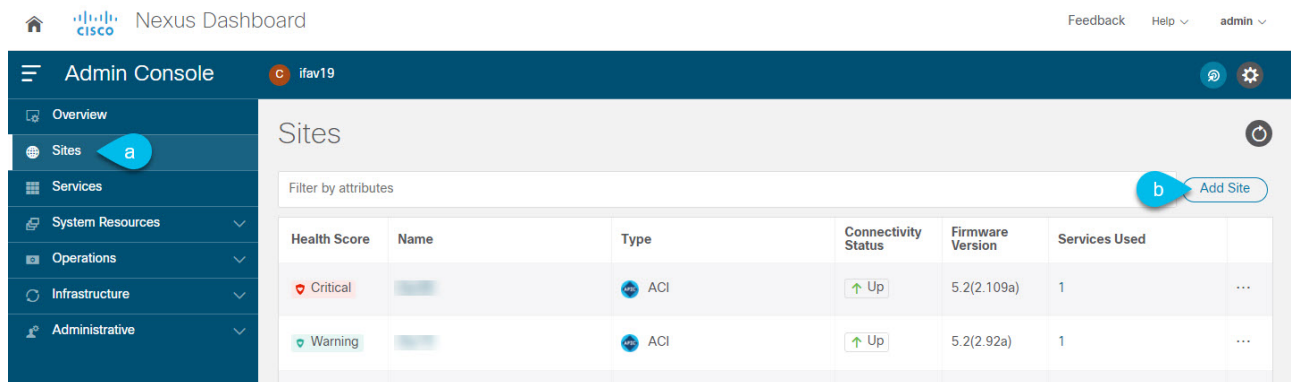 CISCO Nexus Dashboard Feedback Help admin
Admin Console C ifav19
Overview
Sites a
Services
System Resources
Operations
Infrastructure
Administrative
Sites
Filter by attributes b Add Site
Health Score Name Type Connectivity Status Firmware Version Services Used
Critical APIC ACI Up 5.2(2.109a) 1 ...
Warning APIC ACI Up 5.2(2.92a) 1 ...